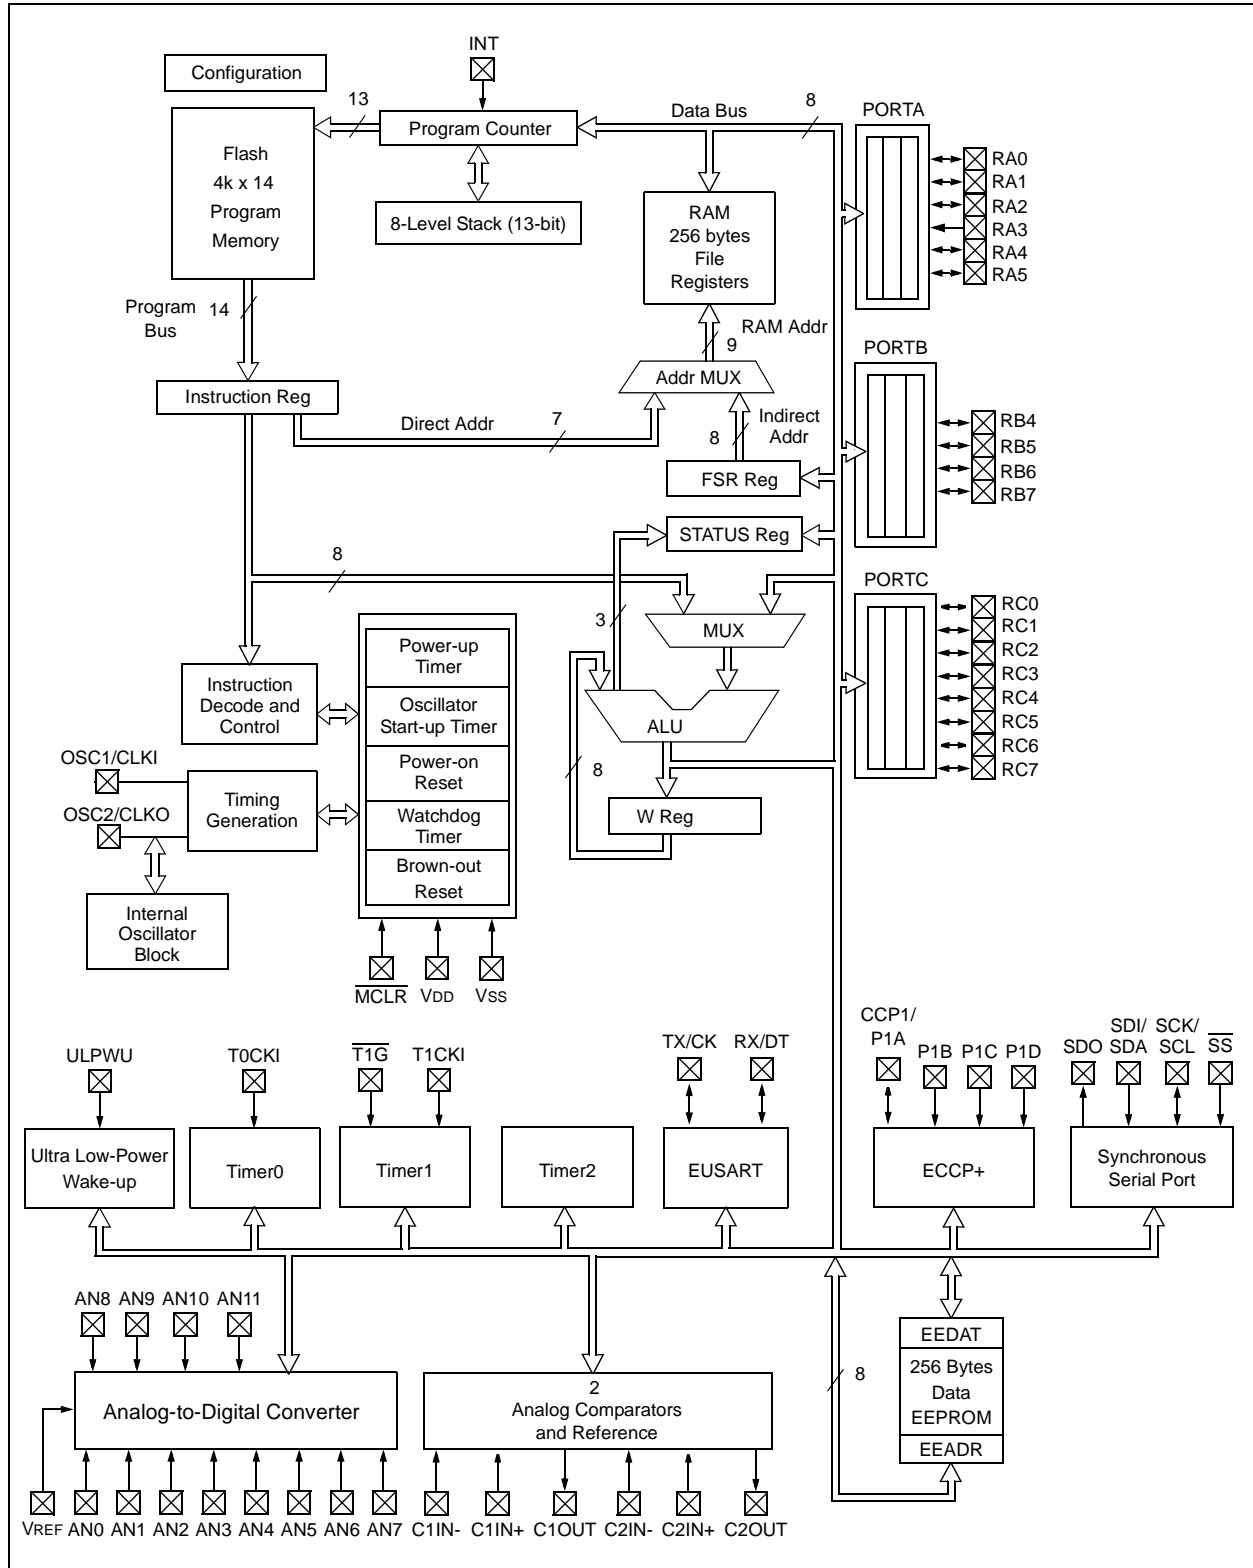 INT
Configuration
13
Program Counter
Data Bus
8
PORTA
Flash
4k x 14
Program
Memory
8-Level Stack (13-bit)
RAM
256 bytes
File
Registers
RA0
RA1
RA2
RA3
RA4
RA5
Program
Bus
14
RAM Addr
9
PORTB
Addr MUX
Instruction Reg
Direct Addr
7
Indirect
Addr
8
FSR Reg
RB4
RB5
RB6
RB7
STATUS Reg
8
PORTC
3
MUX
RC0
RC1
RC2
RC3
RC4
RC5
RC6
RC7
Power-up
Timer
Instruction
Decode and
Control
Oscillator
Start-up Timer
ALU
OSC1/CLKI
Power-on
Reset
8
Timing
Generation
OSC2/CLKO
Watchdog
Timer
W Reg
Brown-out
Reset
Internal
Oscillator
Block
MCLR
VDD
VSS
CCP1/
P1A
SDI/
SDA
SCK/
SCL
SS
ULPWU
T0CKI
T1G
T1CKI
TX/CK
RX/DT
P1B
P1C
P1D
SDO
Ultra Low-Power
Wake-up
Timer0
Timer1
Timer2
EUSART
ECCP+
Synchronous
Serial Port
AN8
AN9
AN10
AN11
EEDAT
256 Bytes
Data
EEPROM
EEADR
8
Analog-to-Digital Converter
2
Analog Comparators
and Reference
VREF
AN0
AN1
AN2
AN3
AN4
AN5
AN6
AN7
C1IN-
C1IN+
C1OUT
C2IN-
C2IN+
C2OUT